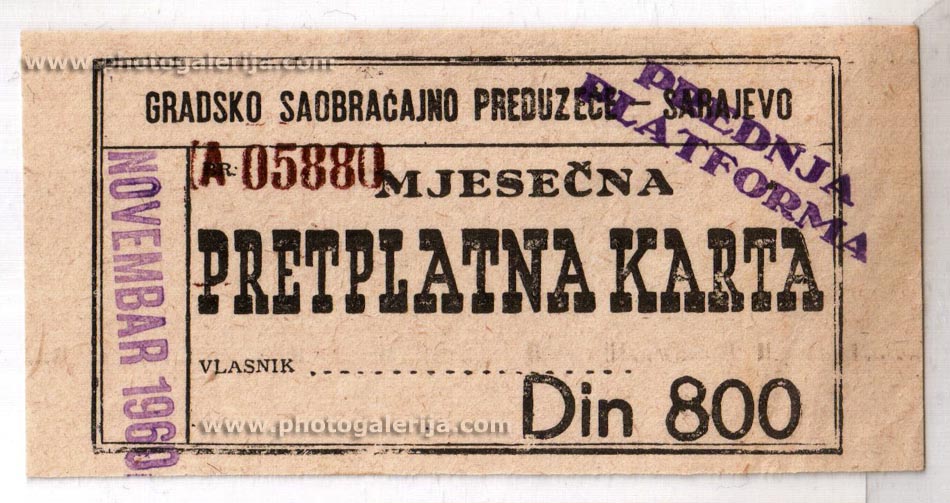 www.photogalerija.com
GRADSKO SAOBRAĆAJNO PREDUZEĆE — SARAJEVO
PREDNJA
PLATFORMA
(A 05880
MJESEČNA
PRETPLATNA KARTA
NOVEMBAR 1960
VLASNIK ..............................
Din 800
www.photogalerija.com